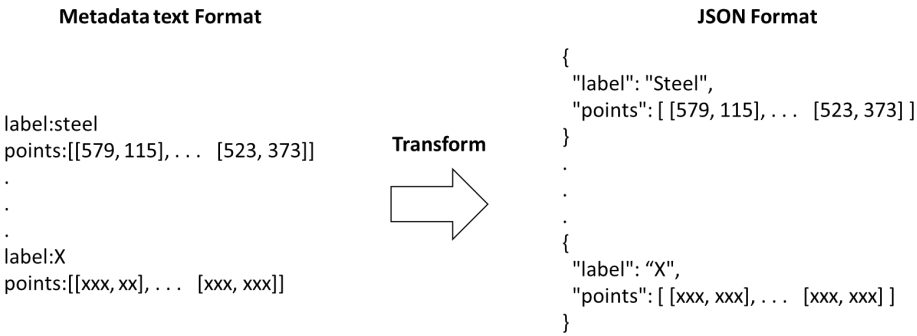 Metadata text Format
label:steel
points:[[579, 115], . . .   [523, 373]]
.
.
.
label:X
points:[[xxx, xx], . . .   [xxx, xxx]]
Transform
JSON Format
{
"label": "Steel",
"points": [ [579, 115], . . .   [523, 373] ]
}
.
.
.
{
"label": “X",
"points": [ [xxx, xxx], . . .   [xxx, xxx] ]
}